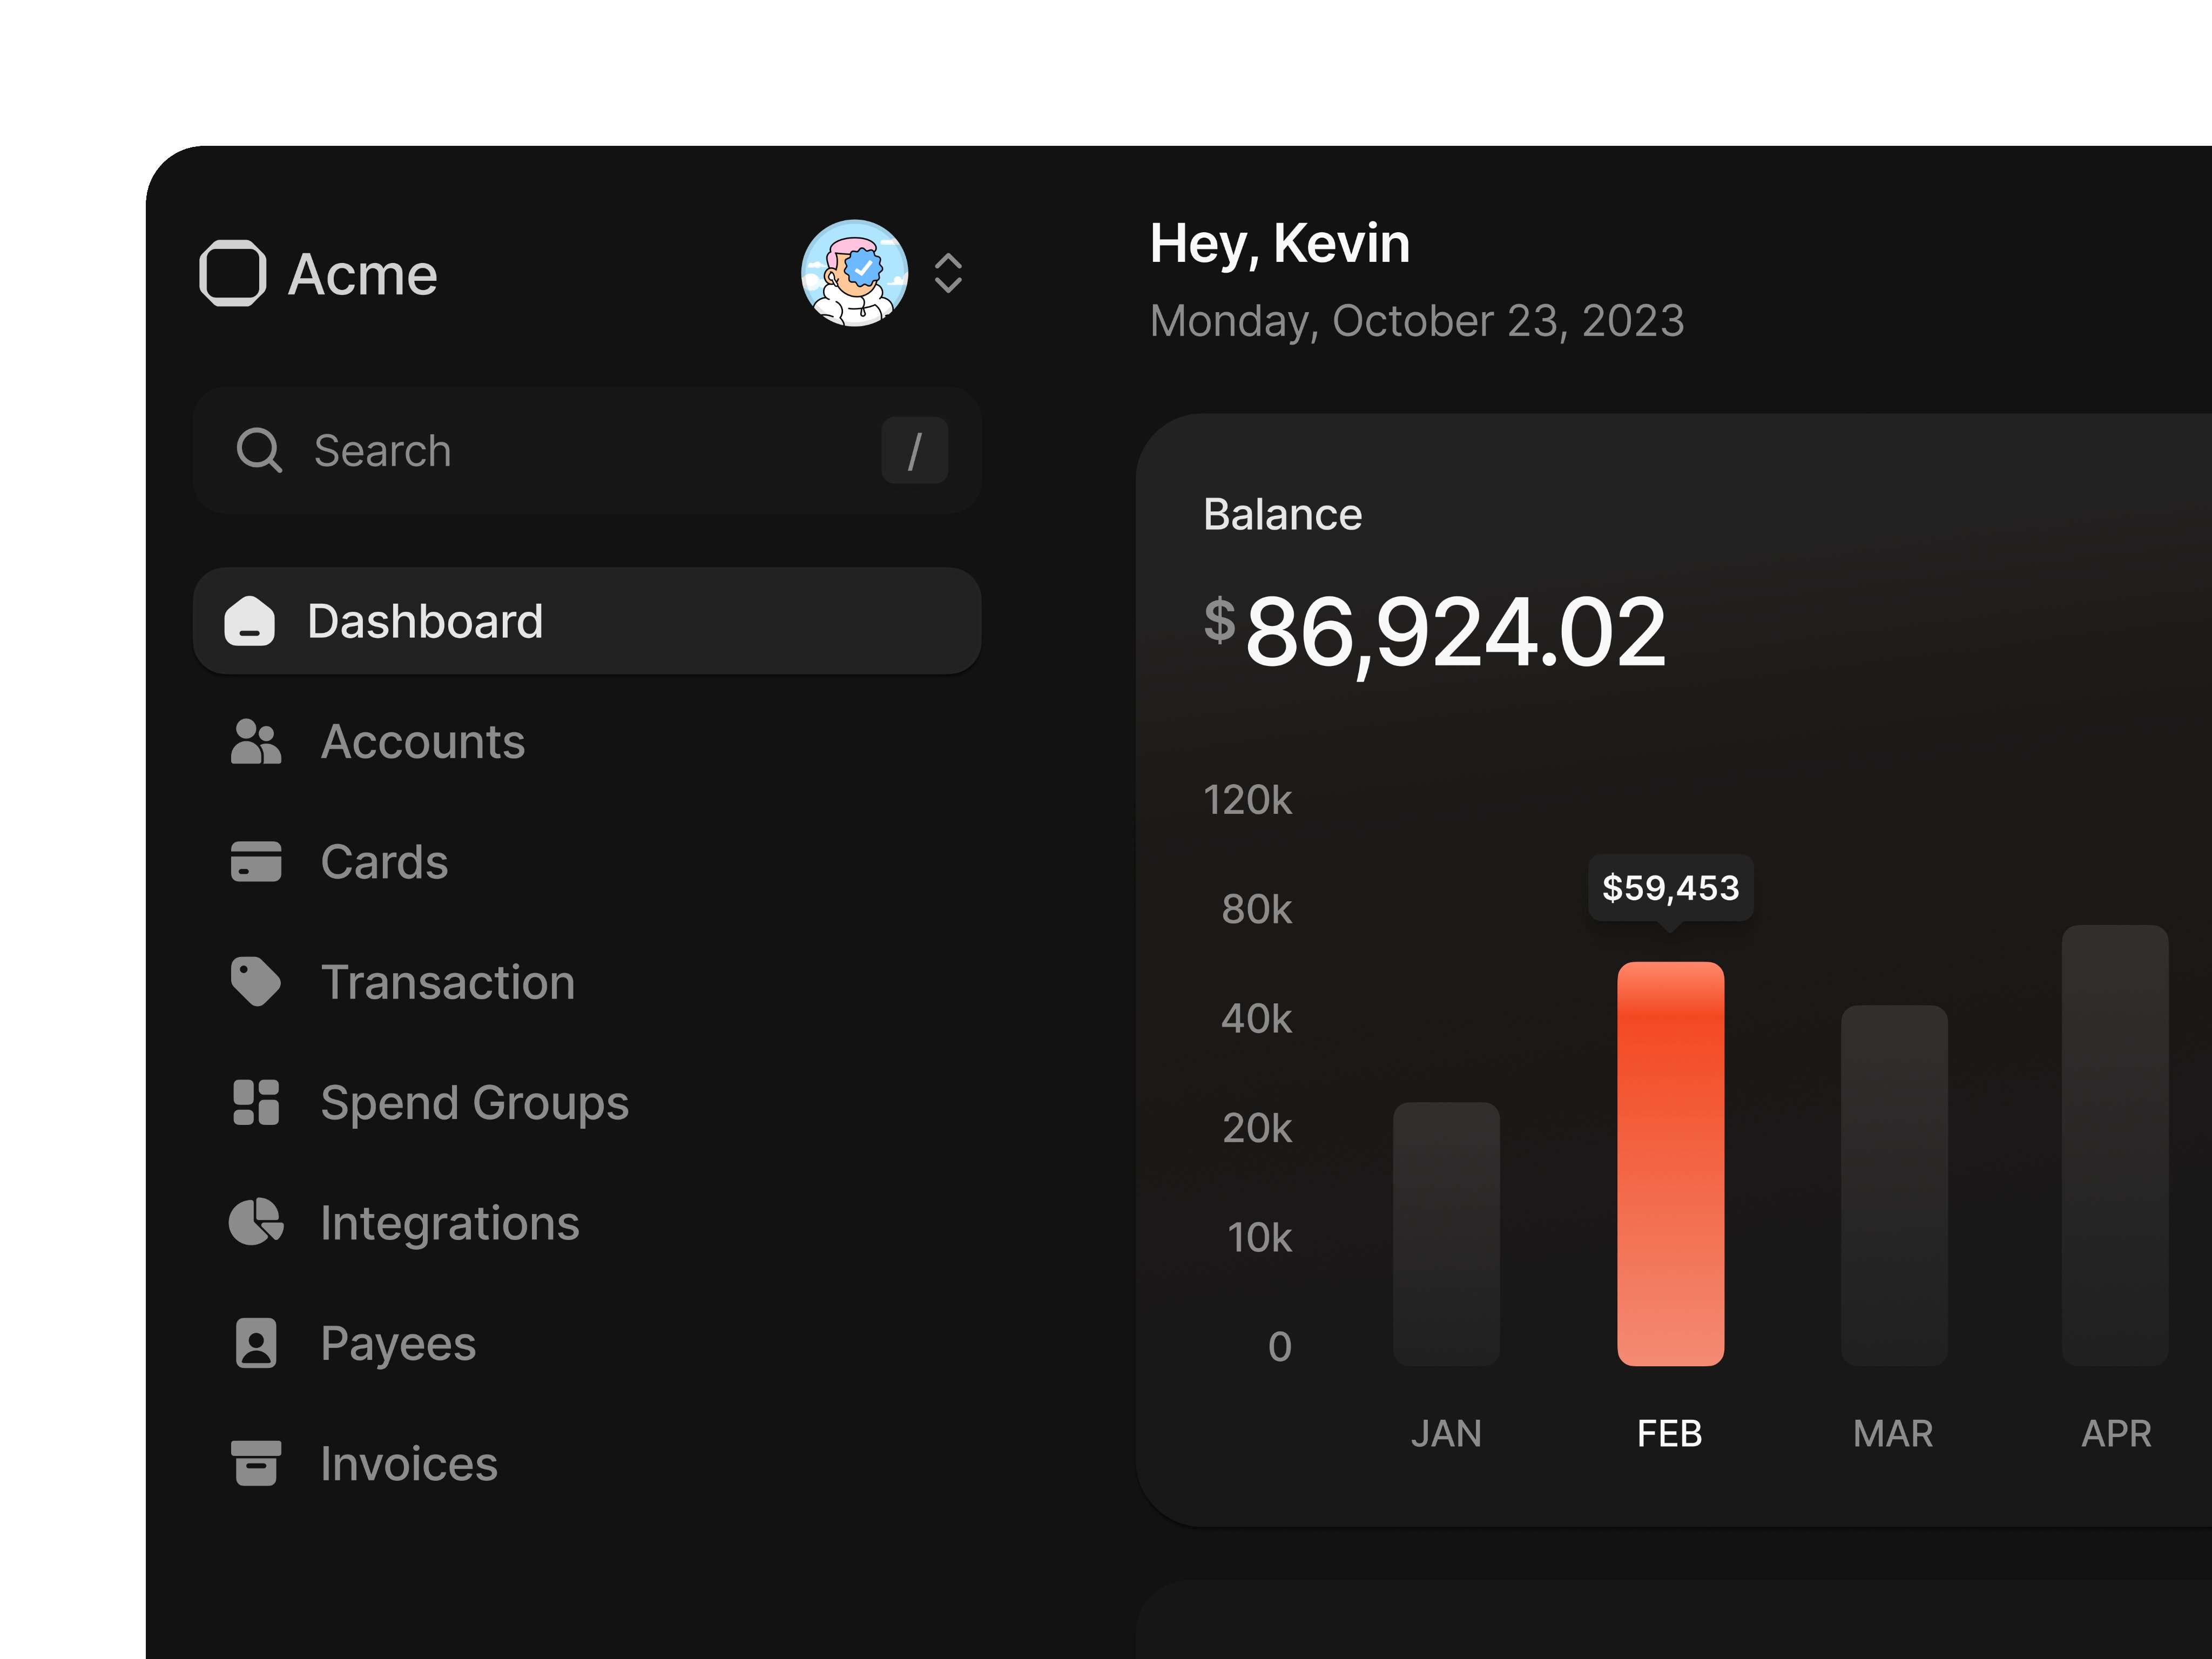 Acme
Search
/
Dashboard
Accounts
Cards
Transaction
Spend Groups
Integrations
Payees
Invoices
Hey, Kevin
Monday, October 23, 2023
Balance
$86,924.02
120k
80k
40k
20k
10k
0
$59,453
JAN
FEB
MAR
APR